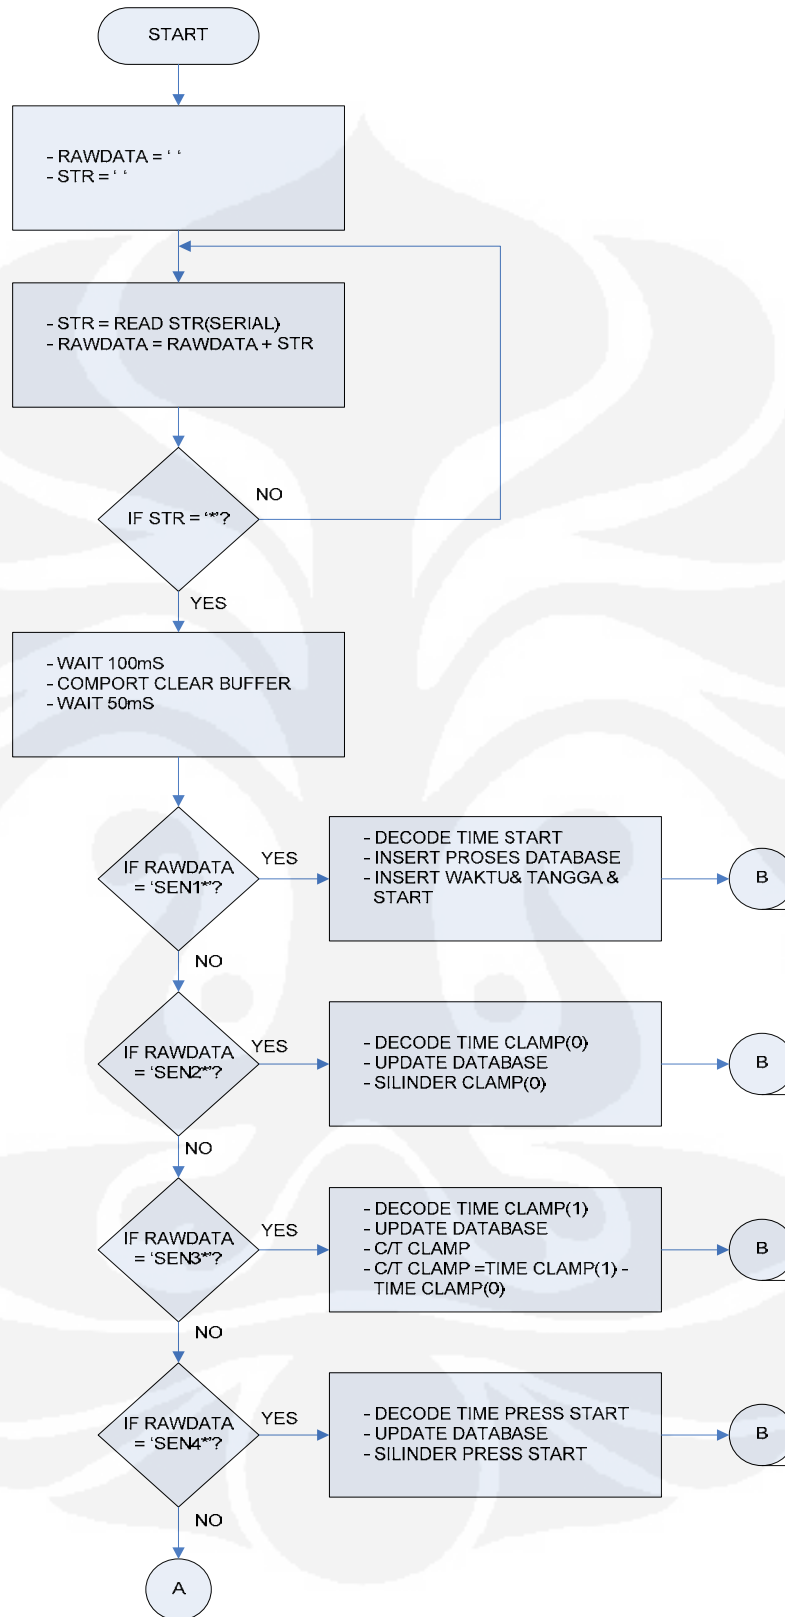 START
- RAWDATA = ‘ ‘
- STR = ‘ ‘
- STR = READ STR(SERIAL)
- RAWDATA = RAWDATA + STR
IF STR = ‘*’?
NO
YES
- WAIT 100mS
- COMPORT CLEAR BUFFER
- WAIT 50mS
IF RAWDATA
= ‘SEN1*’?
YES
- DECODE TIME START
- INSERT PROSES DATABASE
- INSERT WAKTU& TANGGA &
START
B
NO
IF RAWDATA
= ‘SEN2*’?
YES
- DECODE TIME CLAMP(0)
- UPDATE DATABASE
- SILINDER CLAMP(0)
B
NO
IF RAWDATA
= ‘SEN3*’?
YES
- DECODE TIME CLAMP(1)
- UPDATE DATABASE
- C/T CLAMP
- C/T CLAMP =TIME CLAMP(1) -
TIME CLAMP(0)
B
NO
IF RAWDATA
= ‘SEN4*’?
YES
- DECODE TIME PRESS START
- UPDATE DATABASE
- SILINDER PRESS START
B
NO
A